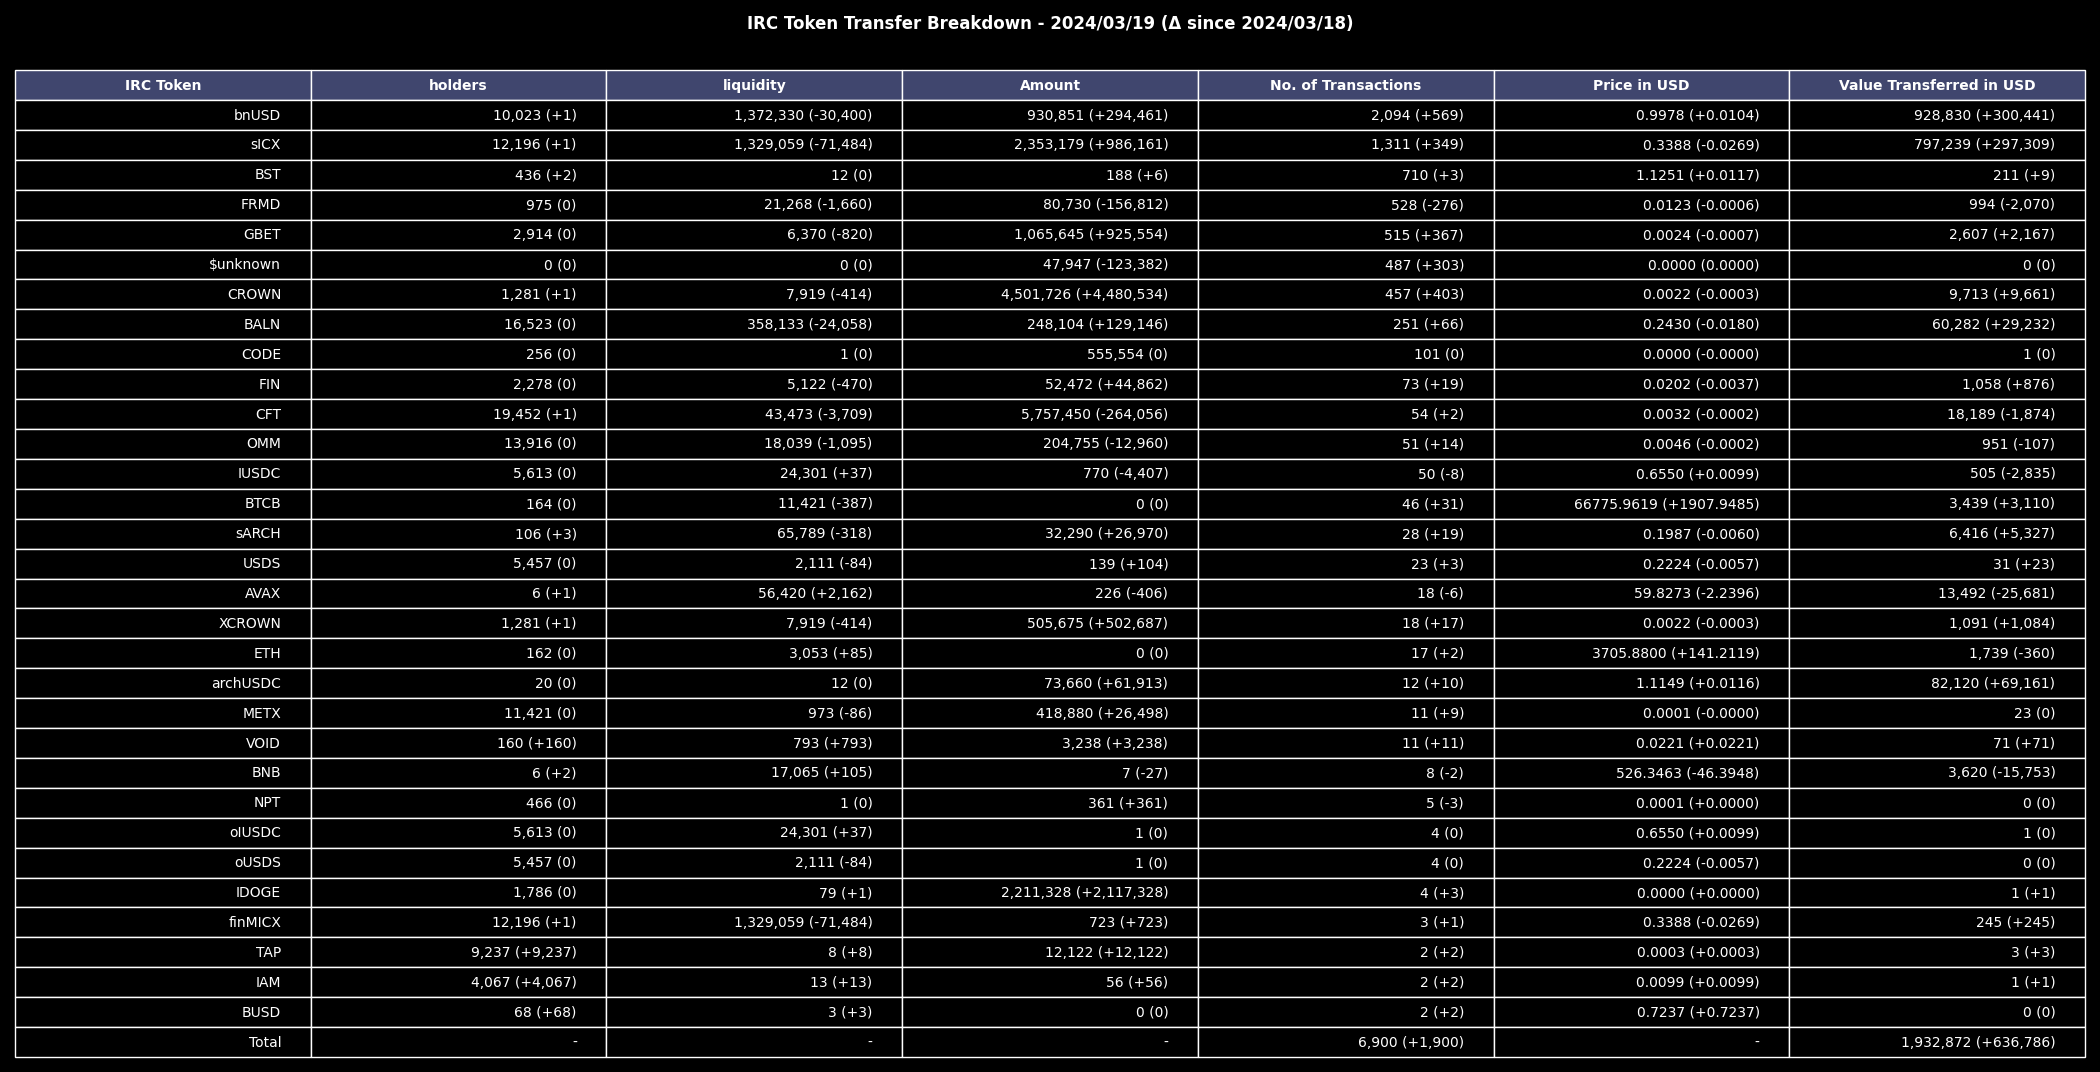 IRC Token Transfer Breakdown - 2024/03/19 (Δ since 2024/03/18)
IRC Token holders liquidity Amount No. of Transactions Price in USD Value Transferred in USD
bnUSD 10,023 (+1) 1,372,330 (-30,400) 930,851 (+294,461) 2,094 (+569) 0.9978 (+0.0104) 928,830 (+300,441)
sICX 12,196 (+1) 1,329,059 (-71,484) 2,353,179 (+986,161) 1,311 (+349) 0.3388 (-0.0269) 797,239 (+297,309)
BST 436 (+2) 12 (0) 188 (+6) 710 (+3) 1.1251 (+0.0117) 211 (+9)
FRMD 975 (0) 21,268 (-1,660) 80,730 (-156,812) 528 (-276) 0.0123 (-0.0006) 994 (-2,070)
GBET 2,914 (0) 6,370 (-820) 1,065,645 (+925,554) 515 (+367) 0.0024 (-0.0007) 2,607 (+2,167)
$unknown 0 (0) 0 (0) 47,947 (-123,382) 487 (+303) 0.0000 (0.0000) 0 (0)
CROWN 1,281 (+1) 7,919 (-414) 4,501,726 (+4,480,534) 457 (+403) 0.0022 (-0.0003) 9,713 (+9,661)
BALN 16,523 (0) 358,133 (-24,058) 248,104 (+129,146) 251 (+66) 0.2430 (-0.0180) 60,282 (+29,232)
CODE 256 (0) 1 (0) 555,554 (0) 101 (0) 0.0000 (-0.0000) 1 (0)
FIN 2,278 (0) 5,122 (-470) 52,472 (+44,862) 73 (+19) 0.0202 (-0.0037) 1,058 (+876)
CFT 19,452 (+1) 43,473 (-3,709) 5,757,450 (-264,056) 54 (+2) 0.0032 (-0.0002) 18,189 (-1,874)
OMM 13,916 (0) 18,039 (-1,095) 204,755 (-12,960) 51 (+14) 0.0046 (-0.0002) 951 (-107)
IUSDC 5,613 (0) 24,301 (+37) 770 (-4,407) 50 (-8) 0.6550 (+0.0099) 505 (-2,835)
BTCB 164 (0) 11,421 (-387) 0 (0) 46 (+31) 66775.9619 (+1907.9485) 3,439 (+3,110)
sARCH 106 (+3) 65,789 (-318) 32,290 (+26,970) 28 (+19) 0.1987 (-0.0060) 6,416 (+5,327)
USDS 5,457 (0) 2,111 (-84) 139 (+104) 23 (+3) 0.2224 (-0.0057) 31 (+23)
AVAX 6 (+1) 56,420 (+2,162) 226 (-406) 18 (-6) 59.8273 (-2.2396) 13,492 (-25,681)
XCROWN 1,281 (+1) 7,919 (-414) 505,675 (+502,687) 18 (+17) 0.0022 (-0.0003) 1,091 (+1,084)
ETH 162 (0) 3,053 (+85) 0 (0) 17 (+2) 3705.8800 (+141.2119) 1,739 (-360)
archUSDC 20 (0) 12 (0) 73,660 (+61,913) 12 (+10) 1.1149 (+0.0116) 82,120 (+69,161)
METX 11,421 (0) 973 (-86) 418,880 (+26,498) 11 (+9) 0.0001 (-0.0000) 23 (0)
VOID 160 (+160) 793 (+793) 3,238 (+3,238) 11 (+11) 0.0221 (+0.0221) 71 (+71)
BNB 6 (+2) 17,065 (+105) 7 (-27) 8 (-2) 526.3463 (-46.3948) 3,620 (-15,753)
NPT 466 (0) 1 (0) 361 (+361) 5 (-3) 0.0001 (+0.0000) 0 (0)
oIUSDC 5,613 (0) 24,301 (+37) 1 (0) 4 (0) 0.6550 (+0.0099) 1 (0)
oUSDS 5,457 (0) 2,111 (-84) 1 (0) 4 (0) 0.2224 (-0.0057) 0 (0)
IDOGE 1,786 (0) 79 (+1) 2,211,328 (+2,117,328) 4 (+3) 0.0000 (+0.0000) 1 (+1)
finMICX 12,196 (+1) 1,329,059 (-71,484) 723 (+723) 3 (+1) 0.3388 (-0.0269) 245 (+245)
TAP 9,237 (+9,237) 8 (+8) 12,122 (+12,122) 2 (+2) 0.0003 (+0.0003) 3 (+3)
IAM 4,067 (+4,067) 13 (+13) 56 (+56) 2 (+2) 0.0099 (+0.0099) 1 (+1)
BUSD 68 (+68) 3 (+3) 0 (0) 2 (+2) 0.7237 (+0.7237) 0 (0)
Total - - - 6,900 (+1,900) - 1,932,872 (+636,786)